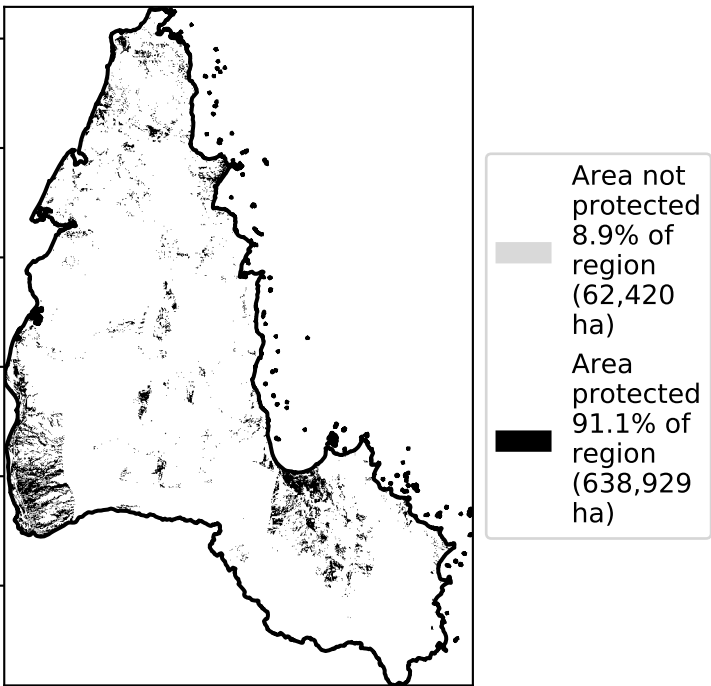 Area not
protected
8.9% of
region
(62,420
ha)
Area
protected
91.1% of
region
(638,929
ha)